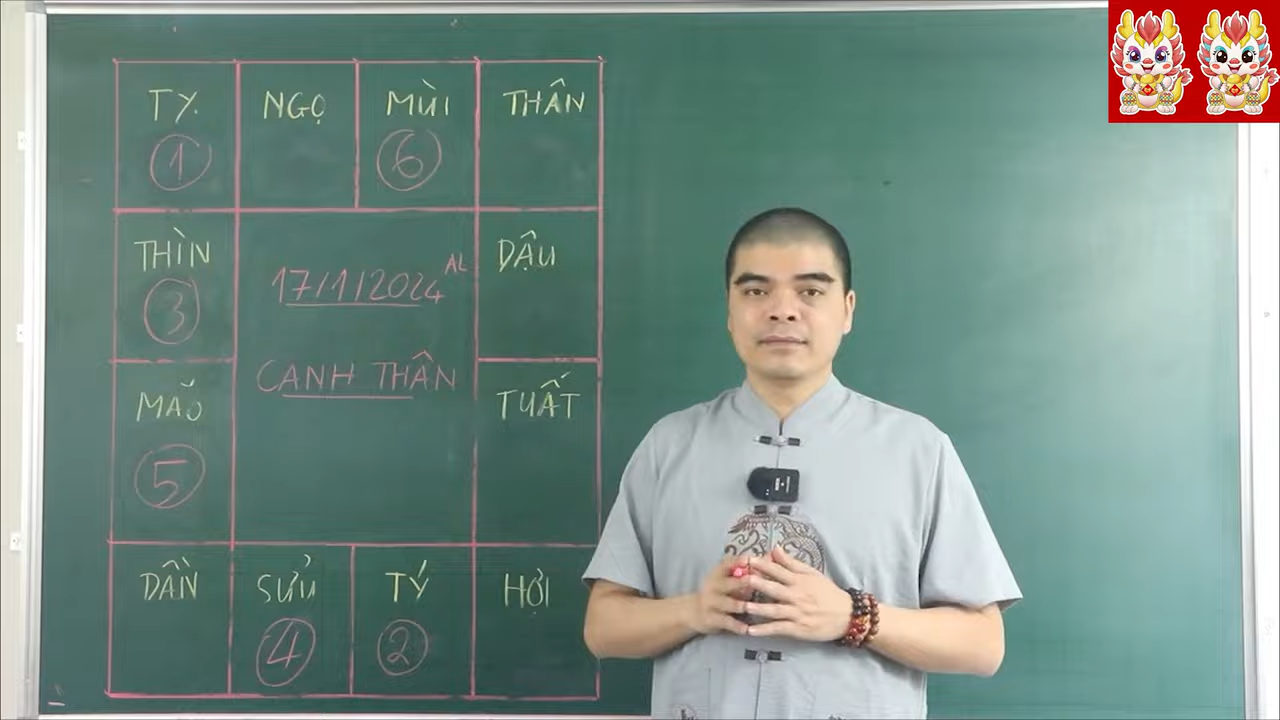 TỴ
NGỌ
MÙI
THÂN
1
6
THÌN
DẬU
3
17/1/2024 AL
CANH THÂN
MÃO
TUẤT
5
DẦN
SỬU
TÝ
HỢI
4
2